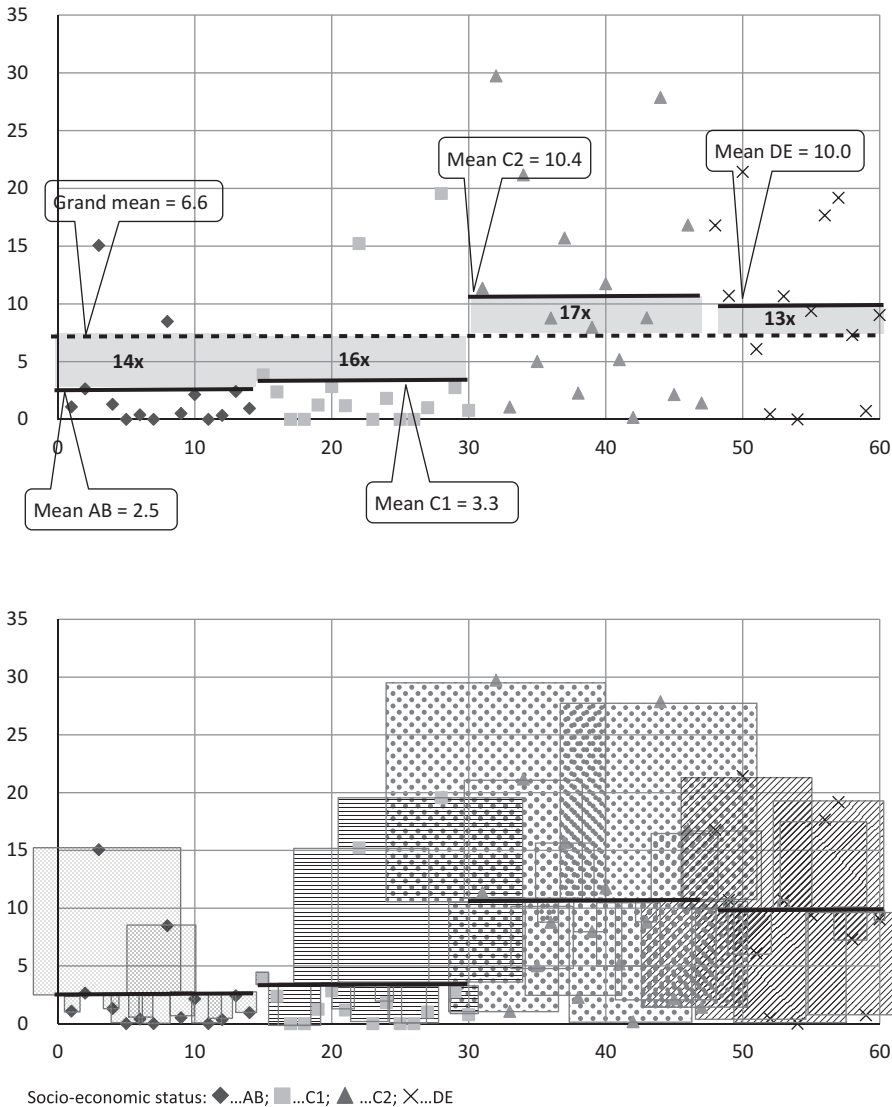 35
30
25
20
15
10
5
0
Mean C2 = 10.4
Mean DE = 10.0
Grand mean = 6.6
14x
16x
17x
13x
0 10 20 30 40 50 60
Mean AB = 2.5
Mean C1 = 3.3
35
30
25
20
15
10
5
0
0 10 20 30 40 50 60
Socio-economic status: ...AB; ...C1; ...C2; ...DE